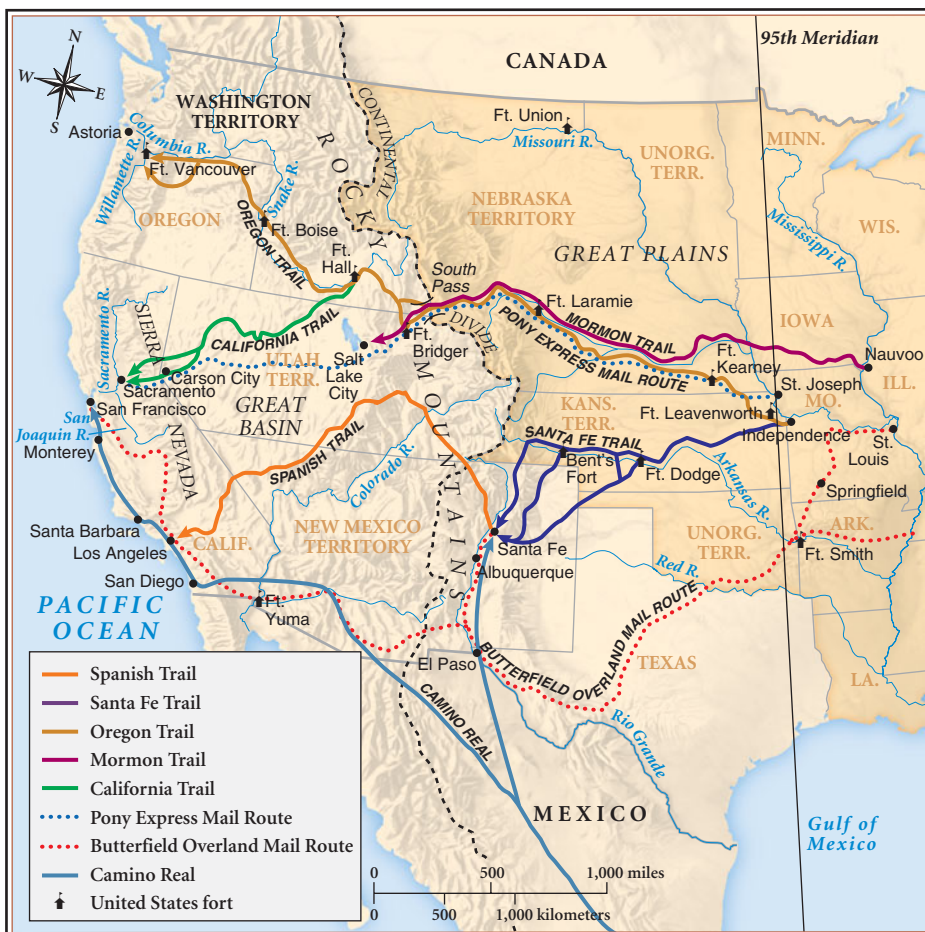 95th Meridian
N
W
E
S
CANADA
WASHINGTON
TERRITORY
CONTINENTAL
DIVIDE
ROCKY
MOUNTAINS
Astoria
Columbia R.
Willamette R.
Ft. Vancouver
OREGON
Snake R.
Ft. Boise
OREGON TRAIL
Ft.
Hall
Ft. Union
Missouri R.
UNORG.
TERR.
MINN.
NEBRASKA
TERRITORY
GREAT PLAINS
Mississippi R.
WIS.
South
Pass
Ft. Laramie
MORMON TRAIL
PONY EXPRESS MAIL ROUTE
IOWA
Nauvoo
ILL.
Ft.
Kearney
St. Joseph
MO.
Ft. Leavenworth
Independence
St.
Louis
Springfield
Sacramento R.
SIERRA
NEVADA
CALIFORNIA TRAIL
UTAH
TERR.
Salt
Lake
City
Ft.
Bridger
Carson City
Sacramento
San Francisco
San
Joaquin R.
Monterey
GREAT
BASIN
SPANISH TRAIL
Colorado R.
KANS.
TERR.
SANTA FE TRAIL
Bent's
Fort
Ft. Dodge
Arkansas R.
Santa Barbara
Los Angeles
CALIF.
NEW MEXICO
TERRITORY
Santa Fe
Albuquerque
UNORG.
TERR.
ARK.
Ft. Smith
Red R.
San Diego
Ft.
Yuma
PACIFIC
OCEAN
El Paso
BUTTERFIELD OVERLAND MAIL ROUTE
TEXAS
LA.
CAMINO REAL
Rio Grande
MEXICO
Gulf of
Mexico
Spanish Trail
Santa Fe Trail
Oregon Trail
Mormon Trail
California Trail
Pony Express Mail Route
Butterfield Overland Mail Route
Camino Real
United States fort
0 500 1,000 miles
0 500 1,000 kilometers